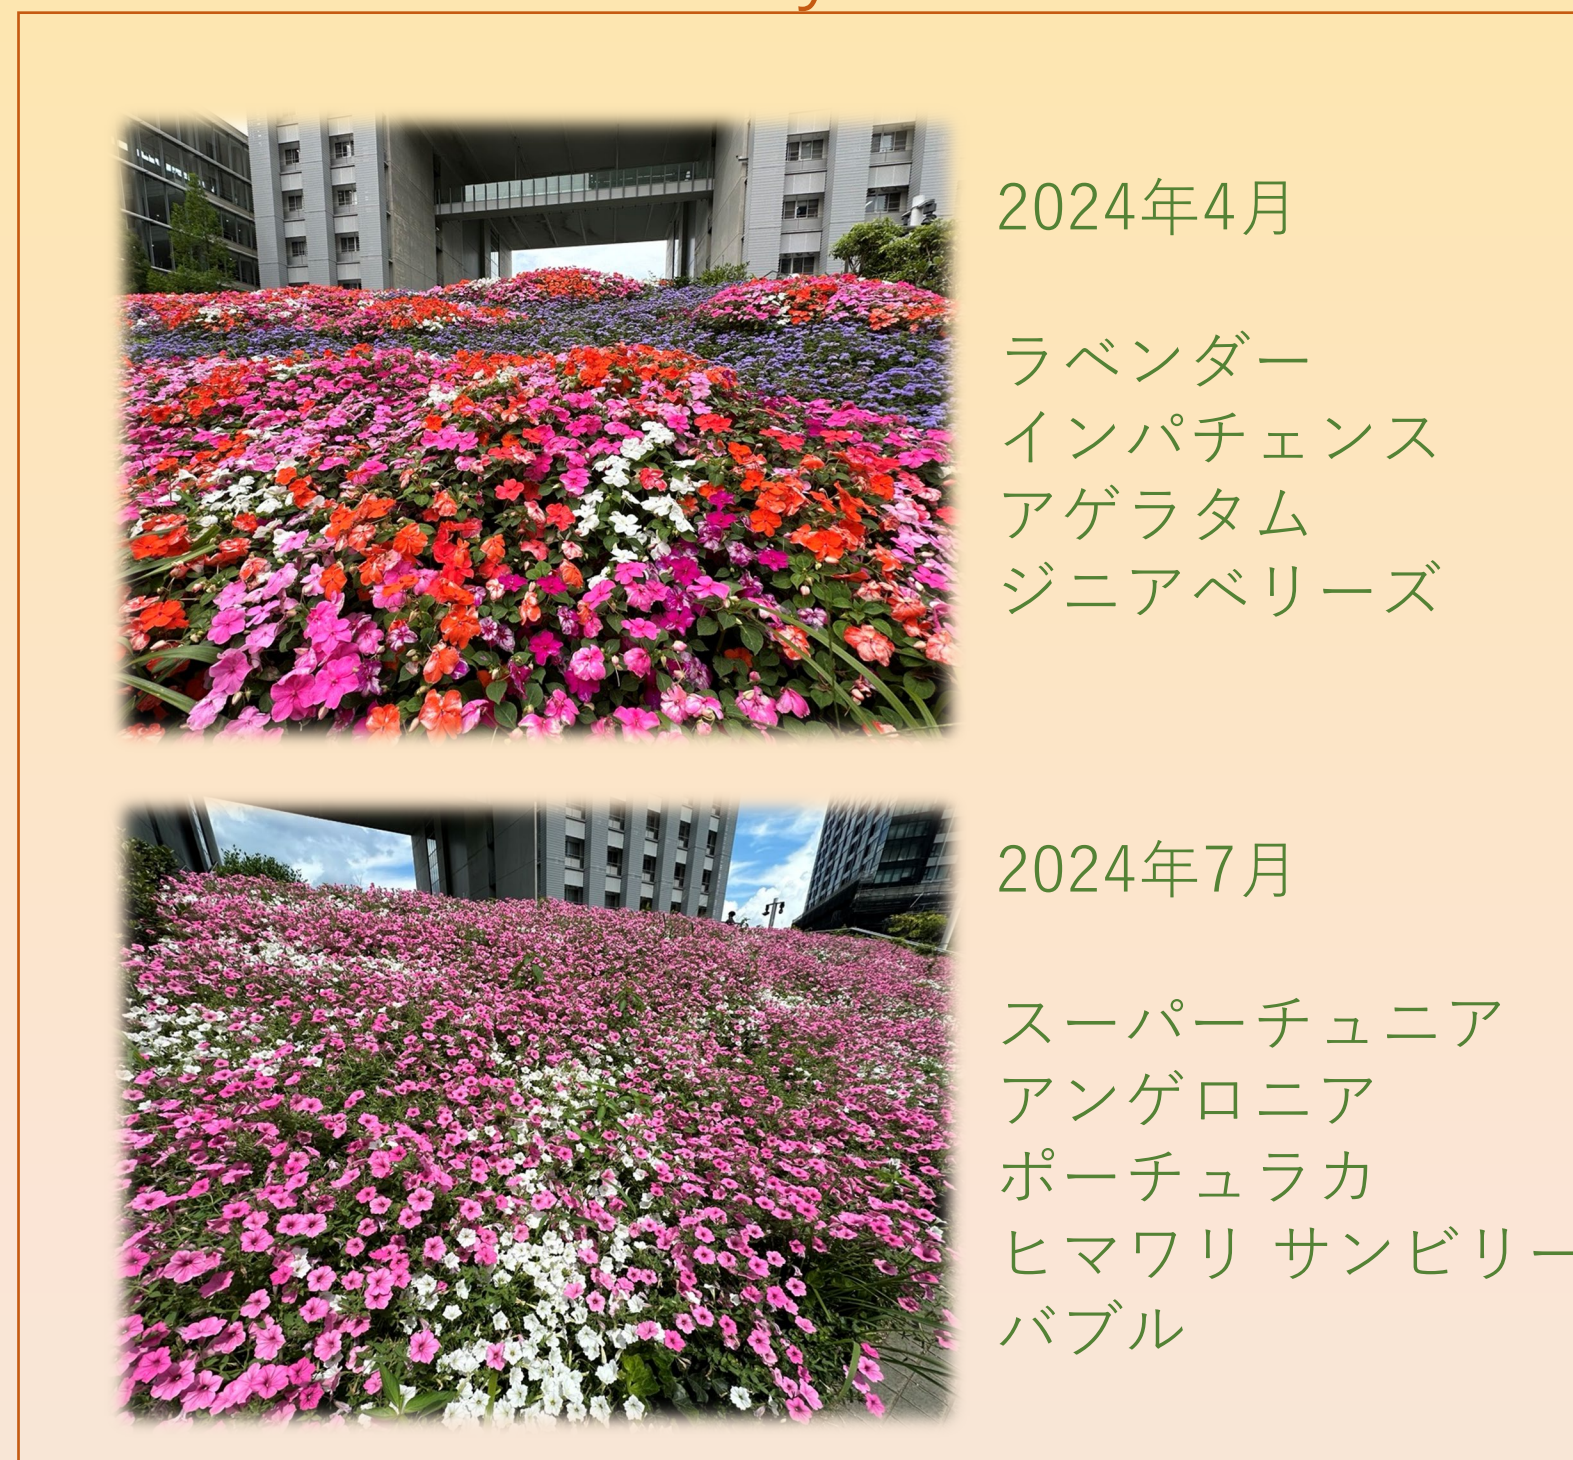 2024年4月
ラベンダー
インパチェンス
アゲラタム
ジニアベリーズ
2024年7月
スーパーチュニア
アンゲロニア
ポーチュラカ
ヒマワリ サンビリー
バブル